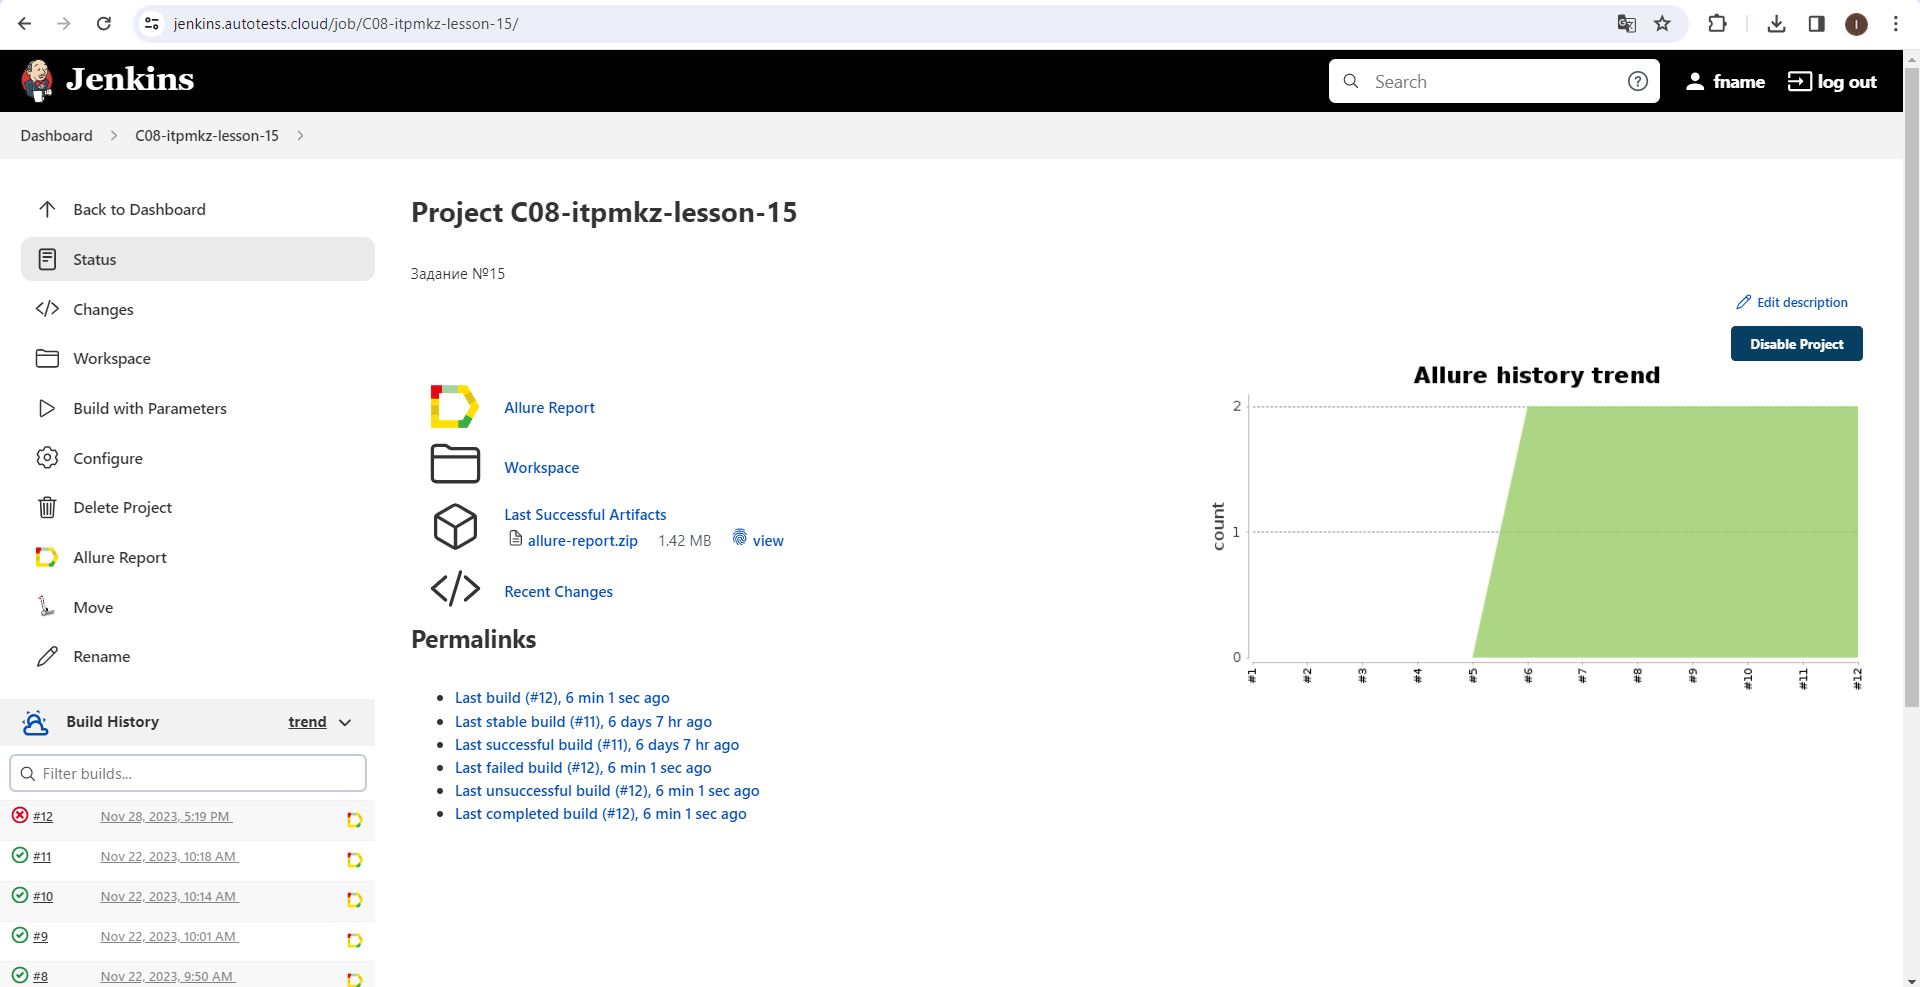 jenkins.autotests.cloud/job/C08-itpmkz-lesson-15/
I
Jenkins
Search
fname
log out
Dashboard
C08-itpmkz-lesson-15
Back to Dashboard
Status
Changes
Workspace
Build with Parameters
Configure
Delete Project
Allure Report
Move
Rename
Build History
trend
Filter builds...
#12 Nov 28, 2023, 5:19 PM
#11 Nov 22, 2023, 10:18 AM
#10 Nov 22, 2023, 10:14 AM
#9 Nov 22, 2023, 10:01 AM
#8 Nov 22, 2023, 9:50 AM
Project C08-itpmkz-lesson-15
Задание №15
Edit description
Disable Project
Allure Report
Workspace
Last Successful Artifacts
allure-report.zip 1.42 MB view
Recent Changes
Permalinks
Last build (#12), 6 min 1 sec ago
Last stable build (#11), 6 days 7 hr ago
Last successful build (#11), 6 days 7 hr ago
Last failed build (#12), 6 min 1 sec ago
Last unsuccessful build (#12), 6 min 1 sec ago
Last completed build (#12), 6 min 1 sec ago
Allure history trend
count
2
1
0
#1 #2 #3 #4 #5 #6 #7 #8 #9 #10 #11 #12